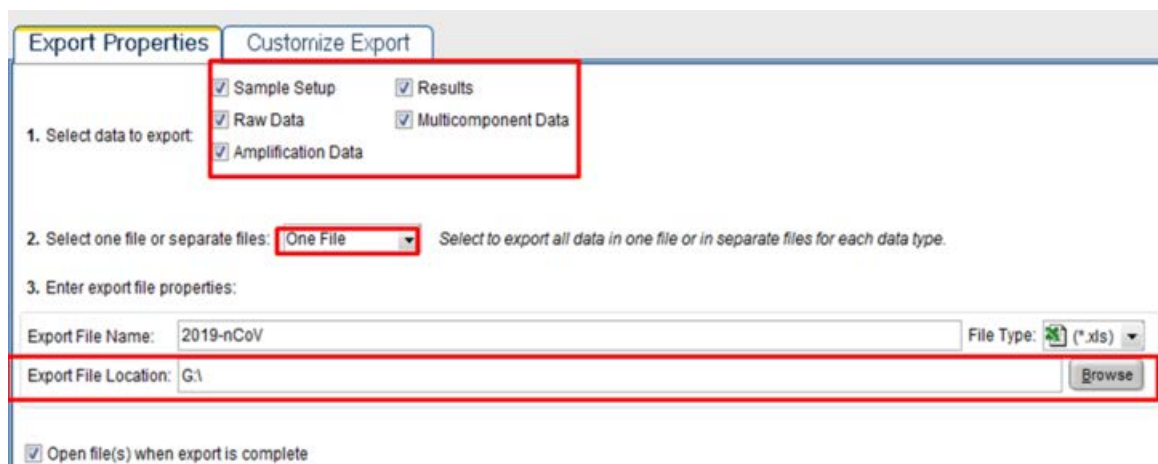 Export Properties Customize Export
Sample Setup Results
1. Select data to export: Raw Data Multicomponent Data
Amplification Data
2. Select one file or separate files: One File Select to export all data in one file or in separate files for each data type.
3. Enter export file properties:
Export File Name: 2019-nCoV File Type: (*.xls)
Export File Location: G:\ Browse
Open file(s) when export is complete